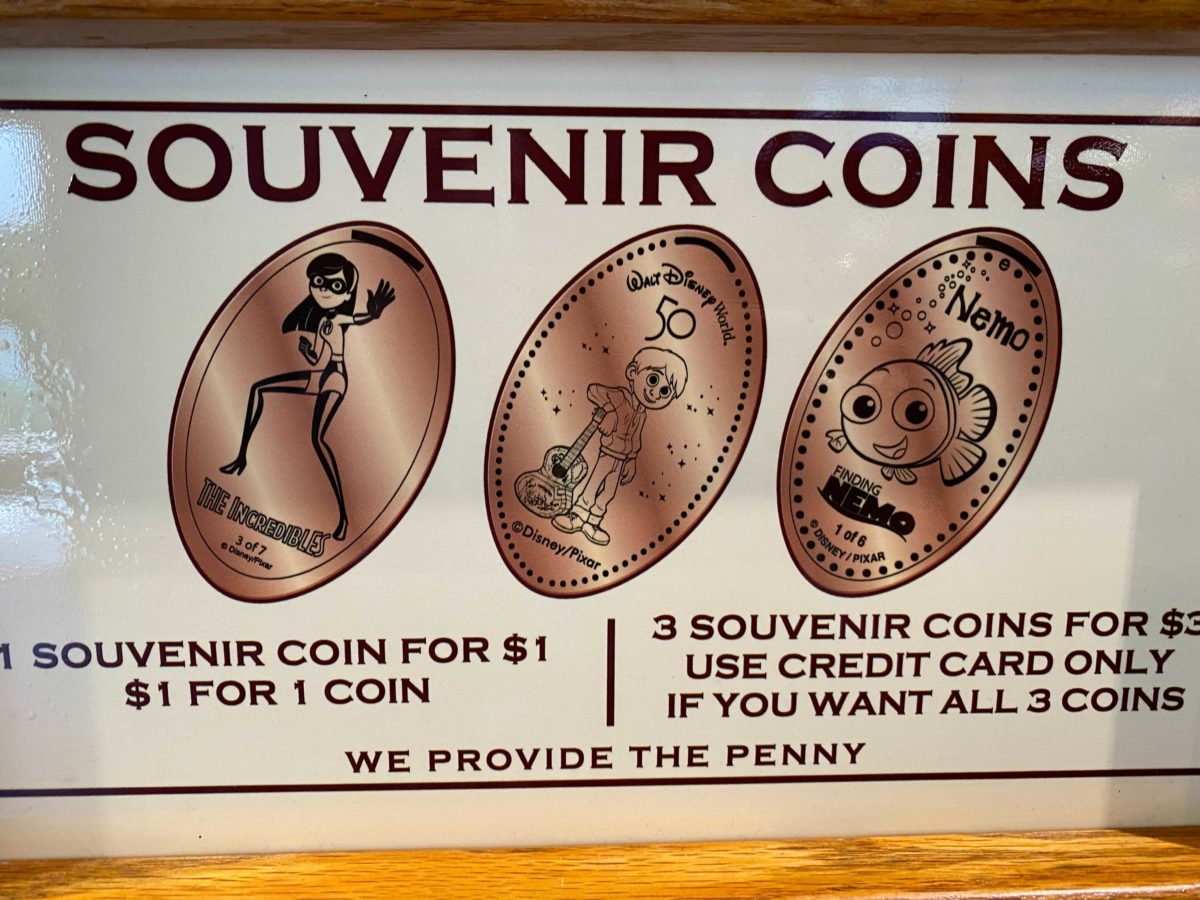 SOUVENIR COINS
THE INCREDIBLES
3 of 7
© Disney/Pixar
WALT DISNEY World.
50
©Disney/Pixar
Nemo
FINDING
NEMO
1 of 6
© DISNEY / PIXAR
1 SOUVENIR COIN FOR $1
$1 FOR 1 COIN
3 SOUVENIR COINS FOR $3
USE CREDIT CARD ONLY
IF YOU WANT ALL 3 COINS
WE PROVIDE THE PENNY